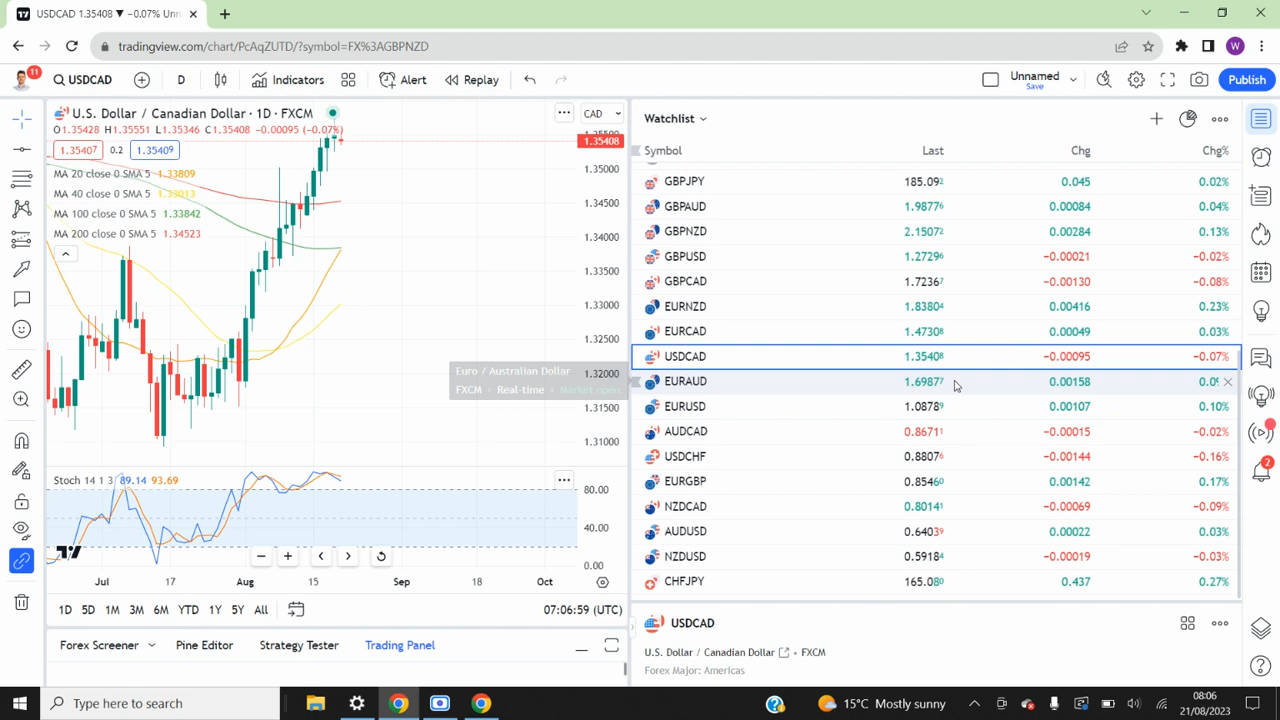 USDCAD 1.35408 ▼ −0.07% Unn
tradingview.com/chart/PcAqZUTD/?symbol=FX%3AGBPNZD
W
11
USDCAD
D
Indicators
Alert
Replay
Unnamed
Save
Publish
U.S. Dollar / Canadian Dollar · 1D · FXCM
CAD
O1.35428 H1.35551 L1.35346 C1.35408 −0.00095 (−0.07%)
1.35407 0.2 1.35409
MA 20 close 0 SMA 5 1.33809
MA 40 close 0 SMA 5 1.33013
MA 100 close 0 SMA 5 1.33842
MA 200 close 0 SMA 5 1.34523
1.35408
1.35000
1.34500
1.34000
1.33500
1.33000
1.32500
1.32000
1.31500
1.31000
Euro / Australian Dollar
FXCM • Real-time • Market open
Stoch 14 1 3 89.14 93.69
80.00
40.00
0.00
Jul 17 Aug 15 Sep 18 Oct
1D 5D 1M 3M 6M YTD 1Y 5Y All
07:06:59 (UTC)
Forex Screener Pine Editor Strategy Tester Trading Panel
Watchlist
Symbol Last Chg Chg%
GBPJPY 185.092 0.045 0.02%
GBPAUD 1.98776 0.00084 0.04%
GBPNZD 2.15072 0.00284 0.13%
GBPUSD 1.27296 −0.00021 −0.02%
GBPCAD 1.72367 −0.00130 −0.08%
EURNZD 1.83804 0.00416 0.23%
EURCAD 1.47308 0.00049 0.03%
USDCAD 1.35408 −0.00095 −0.07%
EURAUD 1.69877 0.00158 0.09
EURUSD 1.08789 0.00107 0.10%
AUDCAD 0.86711 −0.00015 −0.02%
USDCHF 0.88076 −0.00144 −0.16%
EURGBP 0.85460 0.00142 0.17%
NZDCAD 0.80141 −0.00069 −0.09%
AUDUSD 0.64039 0.00022 0.03%
NZDUSD 0.59184 −0.00019 −0.03%
CHFJPY 165.080 0.437 0.27%
USDCAD
U.S. Dollar / Canadian Dollar • FXCM
Forex Major: Americas
2
Type here to search
15°C Mostly sunny
08:06
21/08/2023